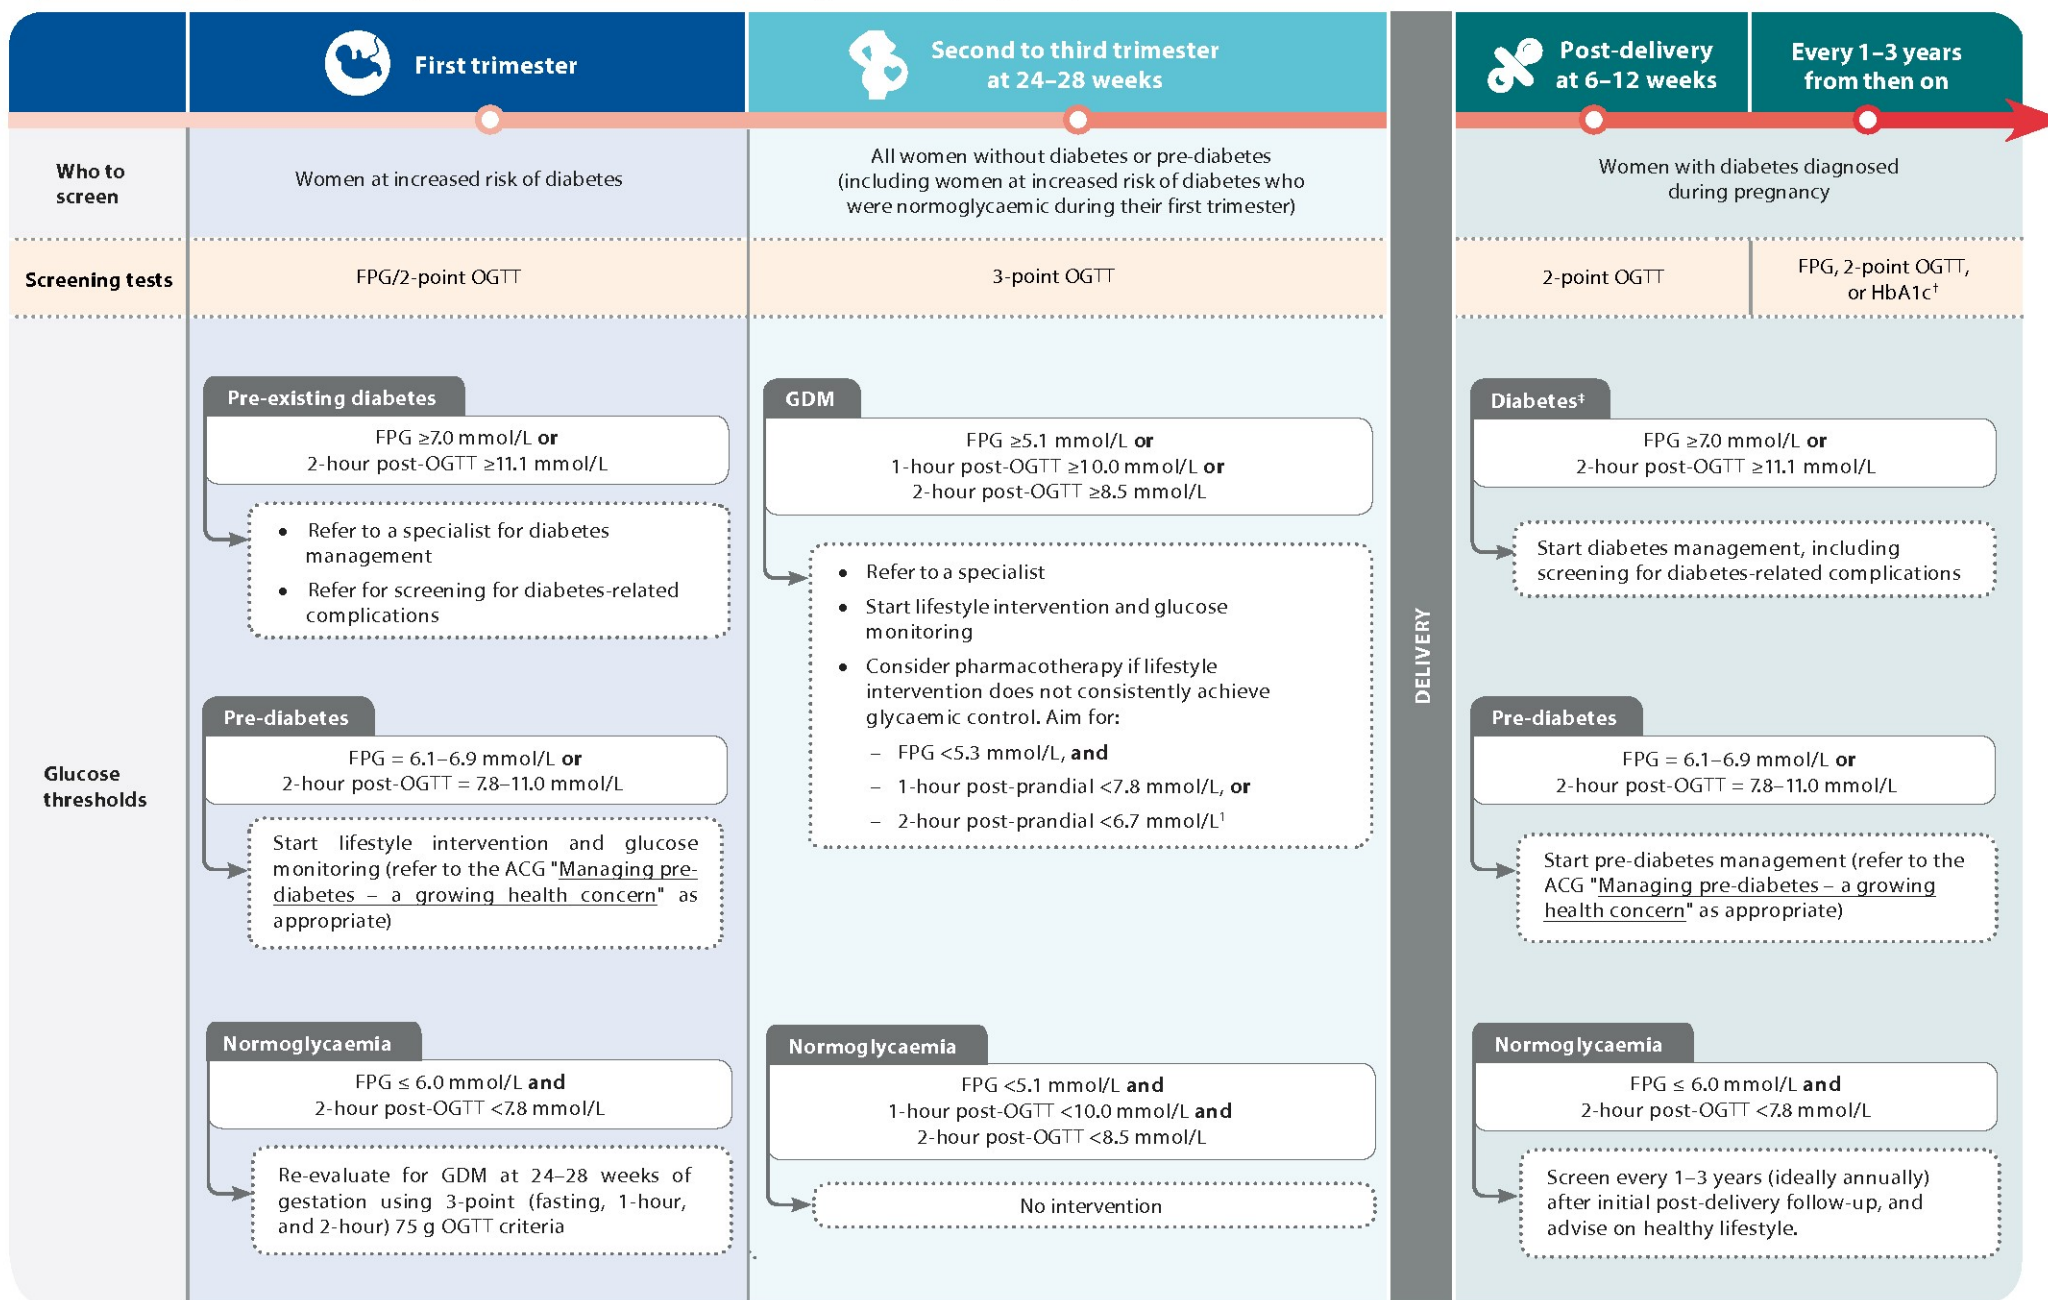 First trimester
Second to third trimester
at 24–28 weeks
Post-delivery
at 6–12 weeks
Every 1–3 years
from then on
Who to
screen
Women at increased risk of diabetes
All women without diabetes or pre-diabetes
(including women at increased risk of diabetes who
were normoglycaemic during their first trimester)
Women with diabetes diagnosed
during pregnancy
Screening tests
FPG/2-point OGTT
3-point OGTT
2-point OGTT
FPG, 2-point OGTT,
or HbA1c†
Glucose
thresholds
Pre-existing diabetes
FPG ≥7.0 mmol/L or
2-hour post-OGTT ≥11.1 mmol/L
• Refer to a specialist for diabetes
management
• Refer for screening for diabetes-related
complications
Pre-diabetes
FPG = 6.1–6.9 mmol/L or
2-hour post-OGTT = 7.8–11.0 mmol/L
Start lifestyle intervention and glucose
monitoring (refer to the ACG "Managing pre-
diabetes – a growing health concern" as
appropriate)
Normoglycaemia
FPG ≤ 6.0 mmol/L and
2-hour post-OGTT <7.8 mmol/L
Re-evaluate for GDM at 24–28 weeks of
gestation using 3-point (fasting, 1-hour,
and 2-hour) 75 g OGTT criteria
GDM
FPG ≥5.1 mmol/L or
1-hour post-OGTT ≥10.0 mmol/L or
2-hour post-OGTT ≥8.5 mmol/L
• Refer to a specialist
• Start lifestyle intervention and glucose
monitoring
• Consider pharmacotherapy if lifestyle
intervention does not consistently achieve
glycaemic control. Aim for:
– FPG <5.3 mmol/L, and
– 1-hour post-prandial <7.8 mmol/L, or
– 2-hour post-prandial <6.7 mmol/L¹
Normoglycaemia
FPG <5.1 mmol/L and
1-hour post-OGTT <10.0 mmol/L and
2-hour post-OGTT <8.5 mmol/L
No intervention
DELIVERY
Diabetes‡
FPG ≥7.0 mmol/L or
2-hour post-OGTT ≥11.1 mmol/L
Start diabetes management, including
screening for diabetes-related complications
Pre-diabetes
FPG = 6.1–6.9 mmol/L or
2-hour post-OGTT = 7.8–11.0 mmol/L
Start pre-diabetes management (refer to the
ACG "Managing pre-diabetes – a growing
health concern" as appropriate)
Normoglycaemia
FPG ≤ 6.0 mmol/L and
2-hour post-OGTT <7.8 mmol/L
Screen every 1–3 years (ideally annually)
after initial post-delivery follow-up, and
advise on healthy lifestyle.